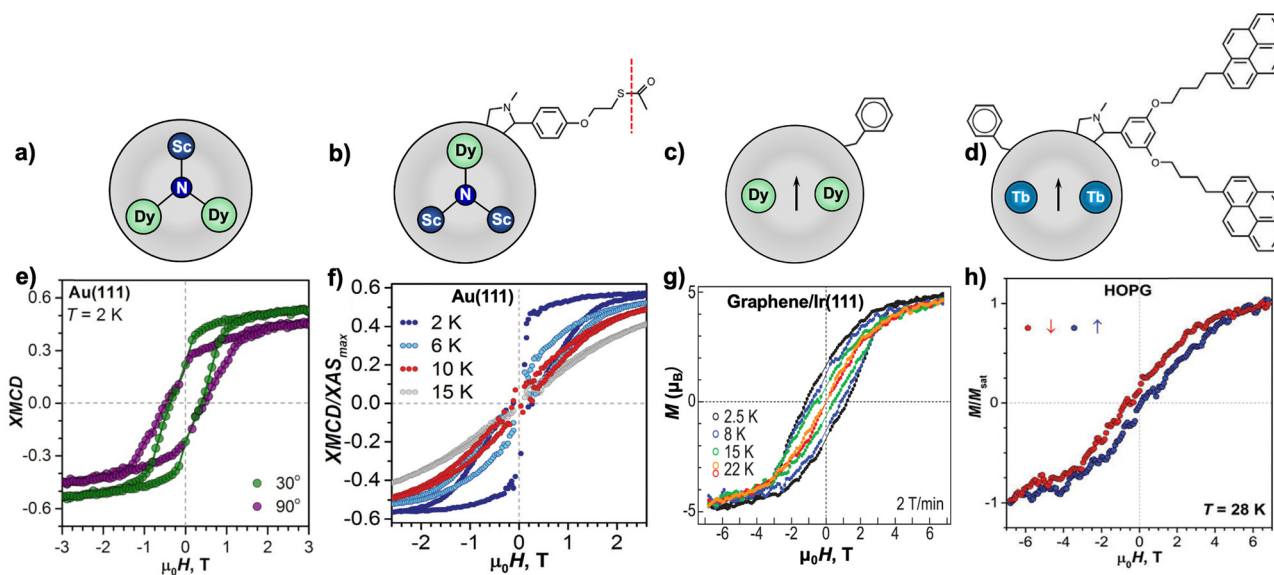 a)
Sc
N
Dy
Dy
b)
N
O
S
O
Dy
N
Sc
Sc
c)
Dy
Dy
d)
N
O
O
Tb
Tb
e)
Au(111)
T = 2 K
XMCD
0.6
0.3
0.0
-0.3
-0.6
30°
90°
-3 -2 -1 0 1 2 3
μ₀H, T
f)
Au(111)
XMCD/XASmax
0.6
0.4
0.2
0.0
-0.2
-0.4
-0.6
2 K
6 K
10 K
15 K
-2 -1 0 1 2
μ₀H, T
g)
Graphene/Ir(111)
M (μB)
5
0
-5
2.5 K
8 K
15 K
22 K
2 T/min
-6 -4 -2 0 2 4 6
μ₀H, T
h)
HOPG
↓ ↑
M/Msat
1
0
-1
T = 28 K
-6 -4 -2 0 2 4 6
μ₀H, T